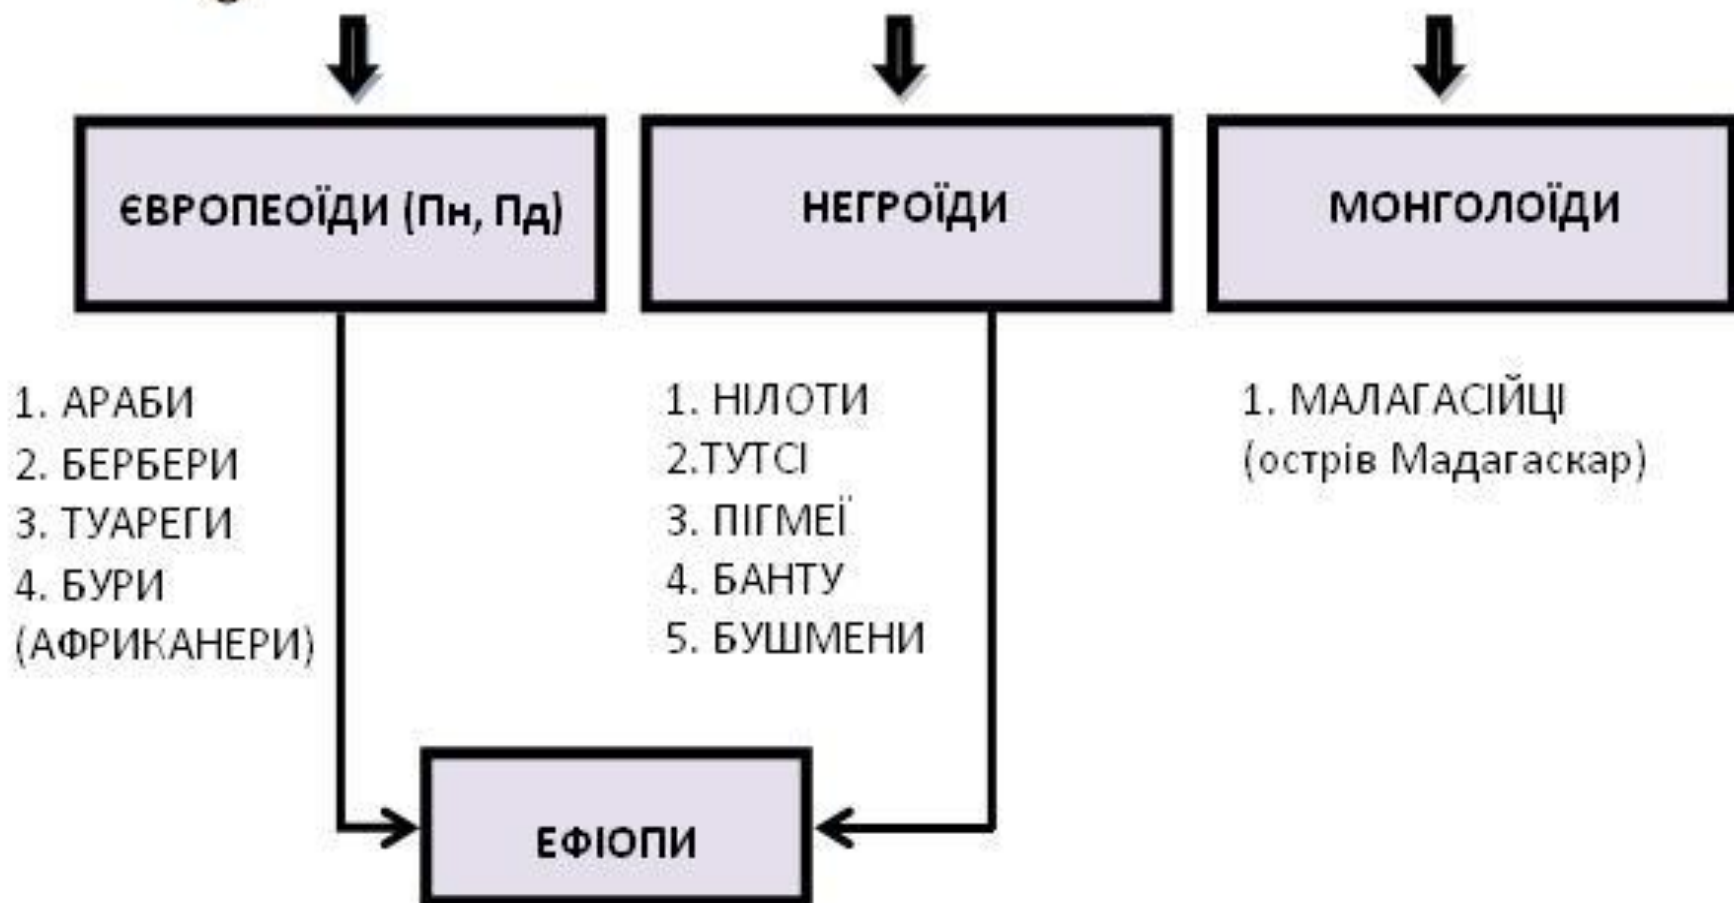 ЄВРОПЕОЇДИ (Пн, Пд)
НЕГРОЇДИ
МОНГОЛОЇДИ
1. АРАБИ
2. БЕРБЕРИ
3. ТУАРЕГИ
4. БУРИ
(АФРИКАНЕРИ)
1. НІЛОТИ
2.ТУТСІ
3. ПІГМЕЇ
4. БАНТУ
5. БУШМЕНИ
1. МАЛАГАСІЙЦІ
(острів Мадагаскар)
ЕФІОПИ